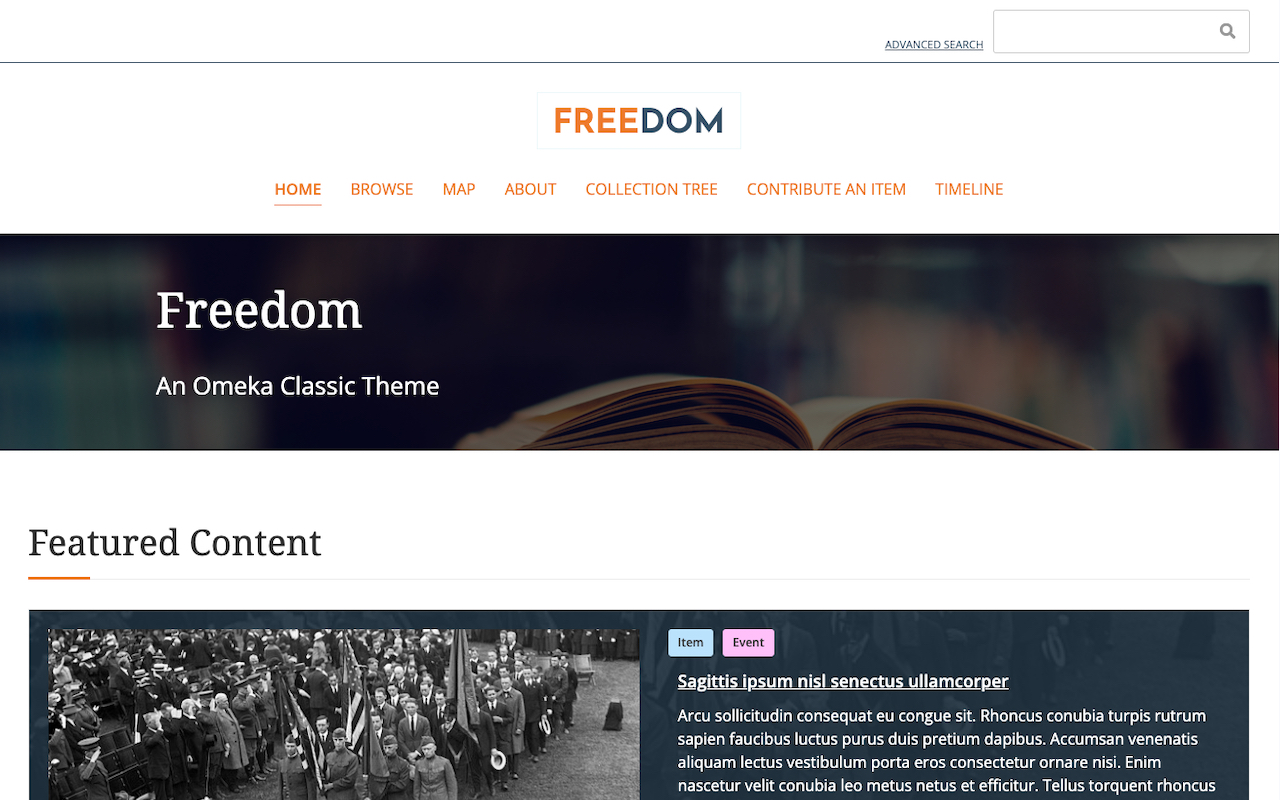 ADVANCED SEARCH
FREEDOM
HOME BROWSE MAP ABOUT COLLECTION TREE CONTRIBUTE AN ITEM TIMELINE
Freedom
An Omeka Classic Theme
Featured Content
Item Event
Sagittis ipsum nisl senectus ullamcorper
Arcu sollicitudin consequat eu congue sit. Rhoncus conubia turpis rutrum
sapien faucibus luctus purus duis pretium dapibus. Accumsan venenatis
aliquam lectus vestibulum porta eros consectetur ornare nisi. Enim
nascetur velit conubia leo metus netus et efficitur. Tellus torquent rhoncus